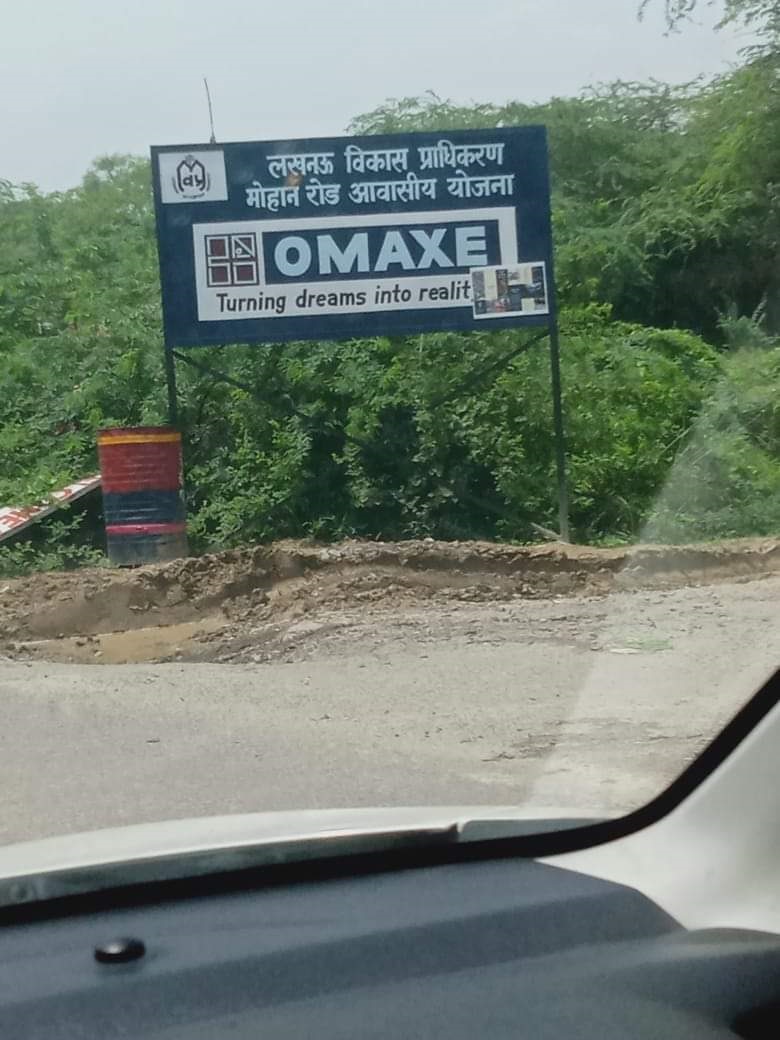 लखनऊ विकास प्राधिकरण
मोहान रोड आवासीय योजना
OMAXE
Turning dreams into realit